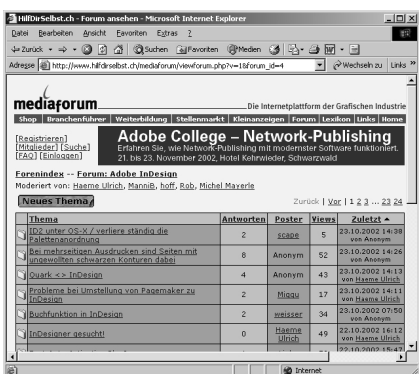 HilfDirSelbst.ch - Forum ansehen - Microsoft Internet Explorer
Datei Bearbeiten Ansicht Favoriten Extras ?
Zurück Suchen Favoriten Medien
Adresse http://www.hilfdirselbst.ch/mediaforum/viewforum.php?v=1&forum_id=4 Wechseln zu Links »
mediaforum Die Internetplattform der Grafischen Industrie
Shop Branchenführer Weiterbildung Stellenmarkt Kleinanzeigen Forum Lexikon Links Home
[Registrieren]
[Mitglieder] [Suche]
[FAQ] [Einloggen]
Adobe College – Network-Publishing
Erfahren Sie, wie Network-Publishing mit modernster Software funktioniert.
21. bis 23. November 2002, Hotel Kehrwieder, Schwarzwald
Forenindex -- Forum: Adobe InDesign
Moderiert von: Haeme Ulrich, ManniB, hoff, Rob, Michel Mayerle
Neues Thema Zurück | Vor | 1 2 3 ... 23 24
Thema Antworten Poster Views Zuletzt
ID2 unter OS-X / verliere ständig die Palettenanordnung 2 scape 5 23.10.2002 14:38 von Anonym
Bei mehrseitigen Ausdrucken sind Seiten mit ungewollten schwarzen Konturen dabei 8 Anonym 52 23.10.2002 14:26 von Anonym
Quark <> InDesign 4 Anonym 43 23.10.2002 14:13 von Haeme Ulrich
Probleme bei Umstellung von Pagemaker zu InDesign 2 Miggu 17 23.10.2002 14:11 von Haeme Ulrich
Buchfunktion in InDesign 2 weisser 34 23.10.2002 07:50 von Anonym
InDesigner gesucht! 0 Haeme Ulrich 49 22.10.2002 16:12 von Haeme Ulrich
22.10.2002 15:47
Internet